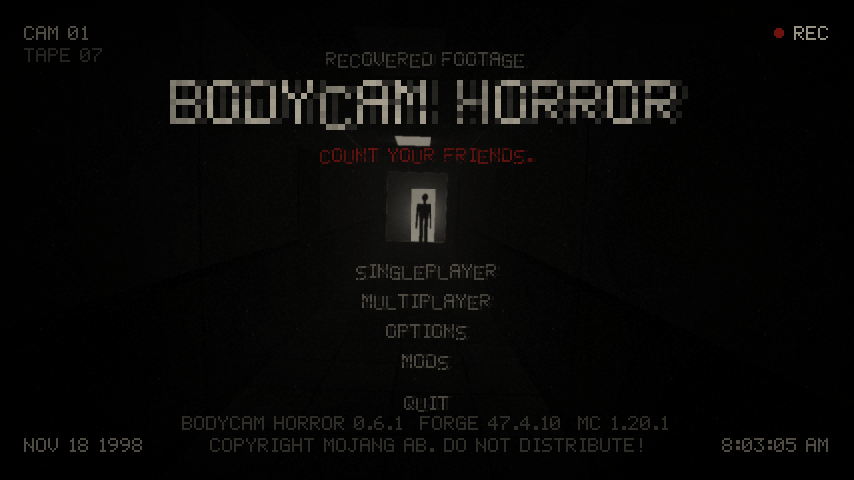 CAM 01
REC
TAPE 07
RECOVERED FOOTAGE
BODYCAM HORROR
COUNT YOUR FRIENDS.
SINGLEPLAYER
MULTIPLAYER
OPTIONS
MODS
QUIT
BODYCAM HORROR 0.6.1 FORGE 47.4.10 MC 1.20.1
NOV 18 1998
COPYRIGHT MOJANG AB. DO NOT DISTRIBUTE!
8:03:05 AM